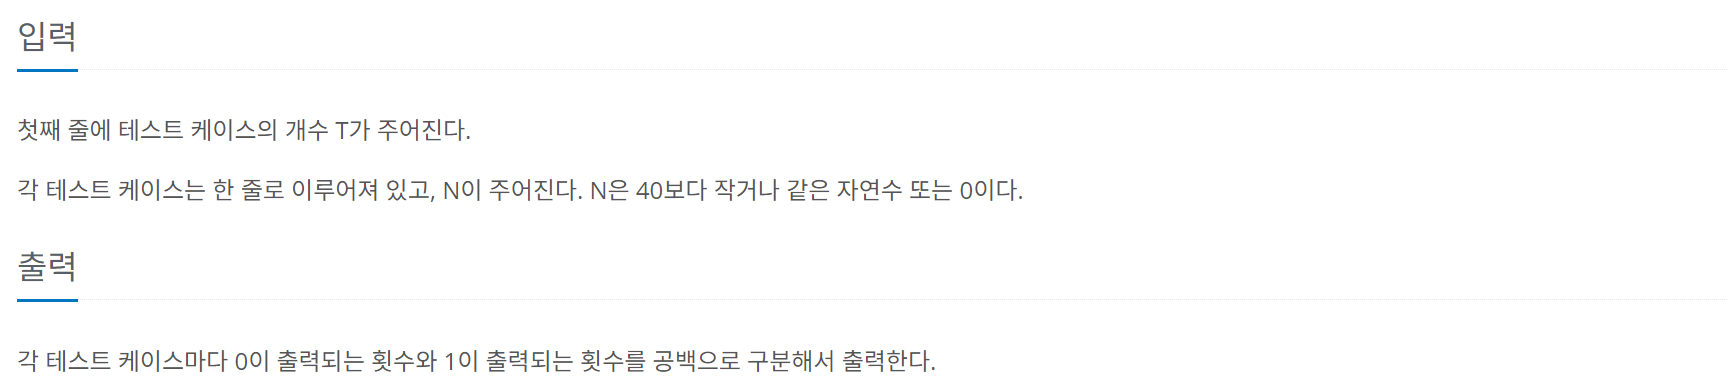 입력
첫째 줄에 테스트 케이스의 개수 T가 주어진다.
각 테스트 케이스는 한 줄로 이루어져 있고, N이 주어진다. N은 40보다 작거나 같은 자연수 또는 0이다.
출력
각 테스트 케이스마다 0이 출력되는 횟수와 1이 출력되는 횟수를 공백으로 구분해서 출력한다.